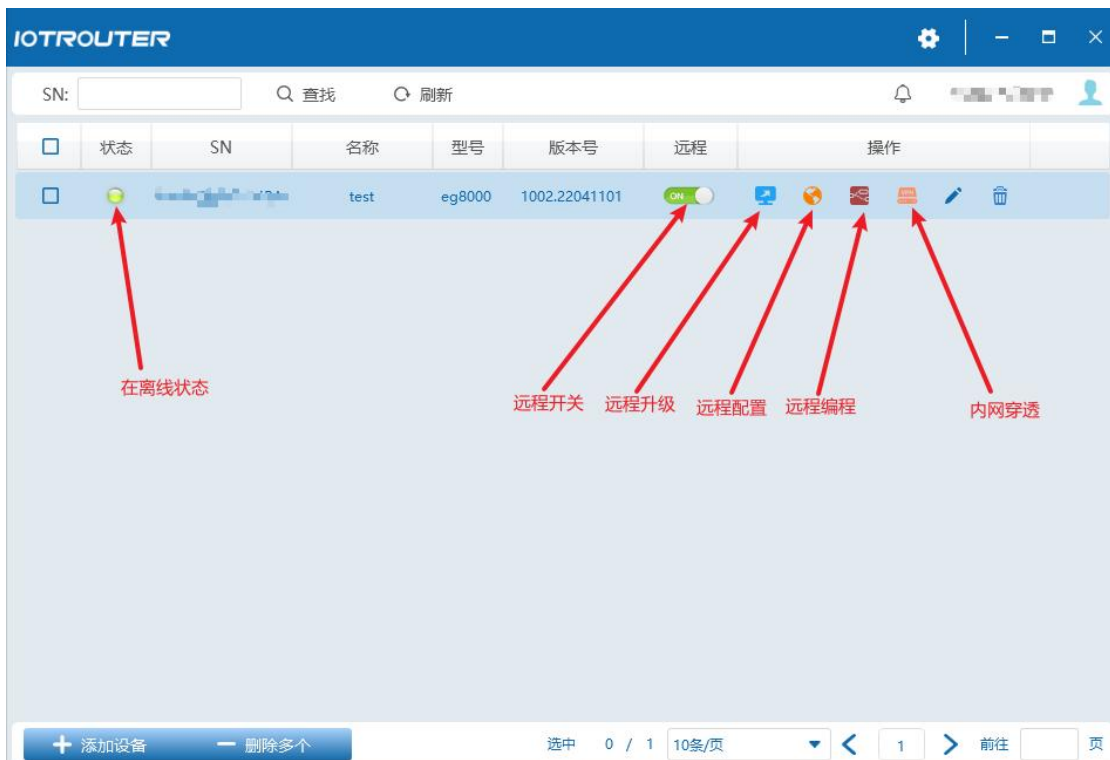 IOTROUTER
SN: 查找 刷新
状态 SN 名称 型号 版本号 远程 操作
test eg8000 1002.22041101 ON
在离线状态
远程开关 远程升级 远程配置 远程编程 内网穿透
添加设备 删除多个 选中 0 / 1 10条/页 1 前往 页